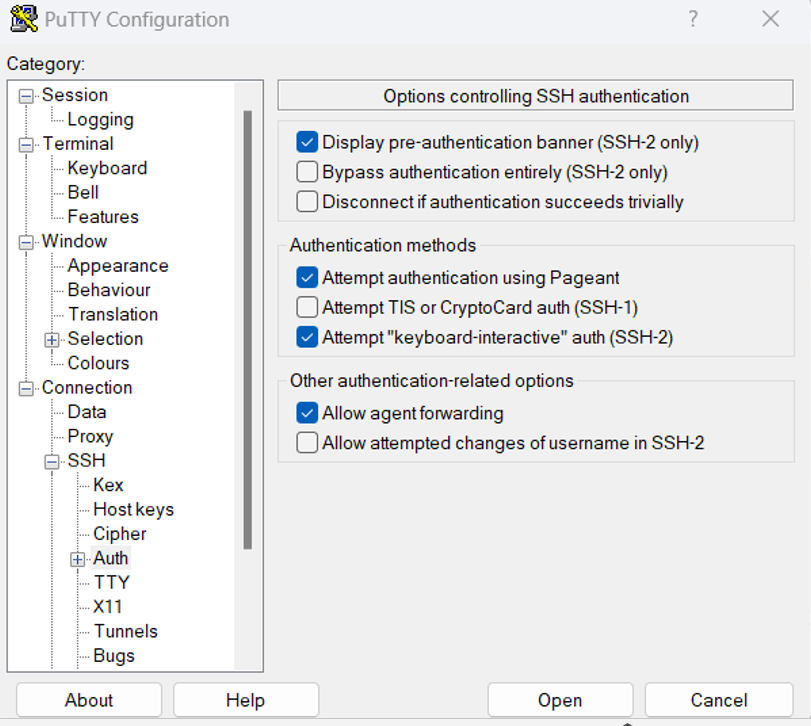 PuTTY Configuration
Category:
Session
Logging
Terminal
Keyboard
Bell
Features
Window
Appearance
Behaviour
Translation
Selection
Colours
Connection
Data
Proxy
SSH
Kex
Host keys
Cipher
Auth
TTY
X11
Tunnels
Bugs
Options controlling SSH authentication
Display pre-authentication banner (SSH-2 only)
Bypass authentication entirely (SSH-2 only)
Disconnect if authentication succeeds trivially
Authentication methods
Attempt authentication using Pageant
Attempt TIS or CryptoCard auth (SSH-1)
Attempt "keyboard-interactive" auth (SSH-2)
Other authentication-related options
Allow agent forwarding
Allow attempted changes of username in SSH-2
About
Help
Open
Cancel